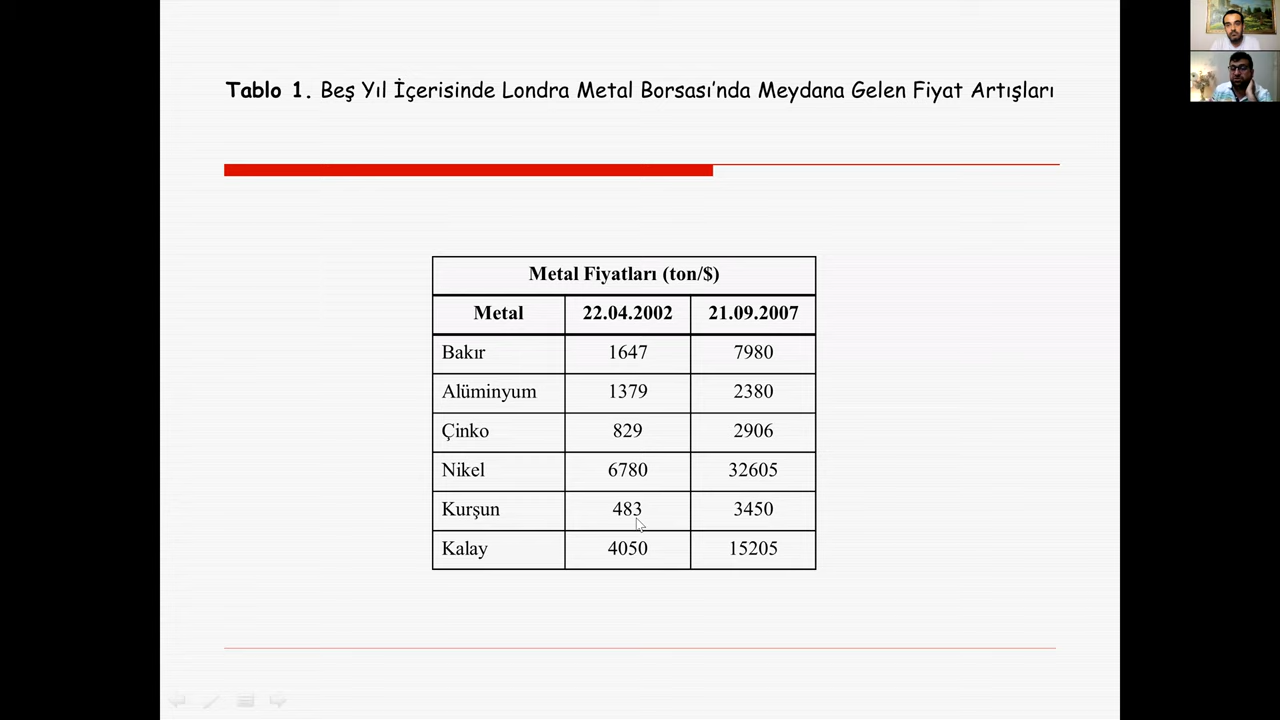 Tablo 1. Beş Yıl İçerisinde Londra Metal Borsası'nda Meydana Gelen Fiyat Artışları
Metal Fiyatları (ton/$)
Metal 22.04.2002 21.09.2007
Bakır 1647 7980
Alüminyum 1379 2380
Çinko 829 2906
Nikel 6780 32605
Kurşun 483 3450
Kalay 4050 15205